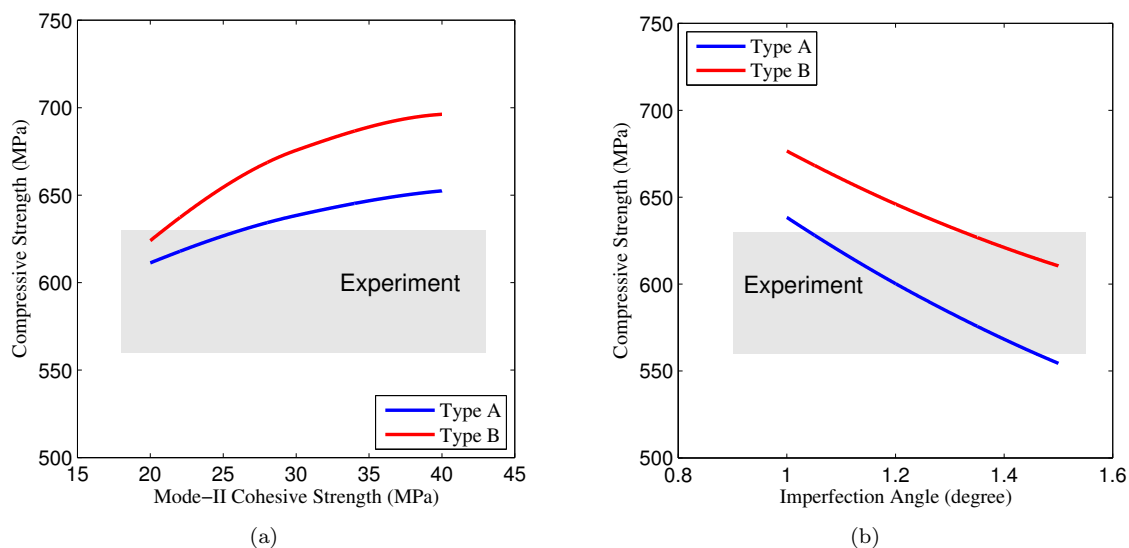 750
700
650
600
550
500
Compressive Strength (MPa)
Experiment
Type A
Type B
15
20
25
30
35
40
45
Mode−II Cohesive Strength (MPa)
(a)
750
700
650
600
550
500
Compressive Strength (MPa)
Type A
Type B
Experiment
0.8
1
1.2
1.4
1.6
Imperfection Angle (degree)
(b)